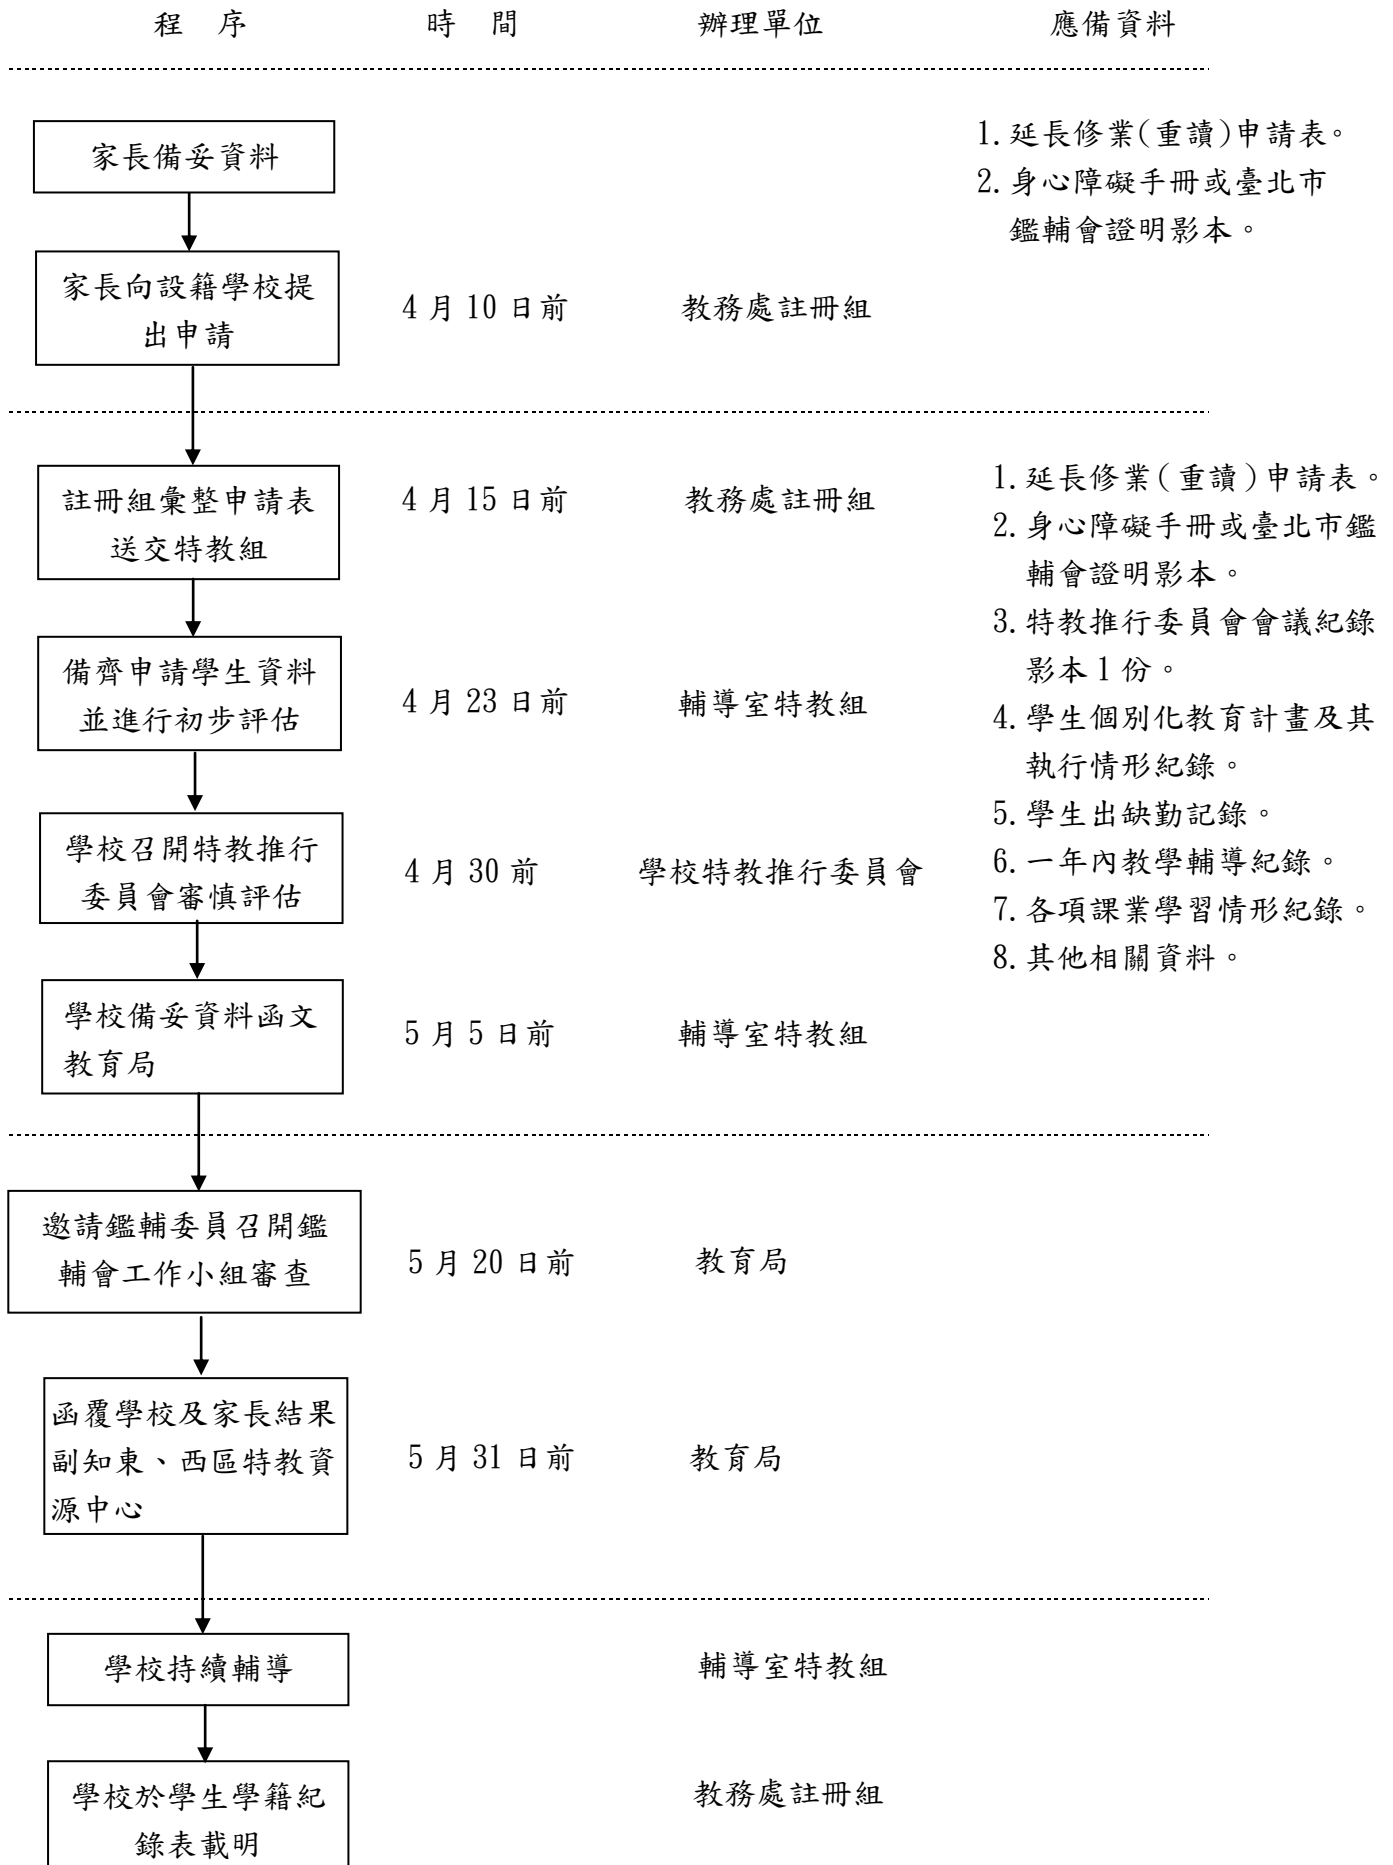 程 序 時 間 辦理單位 應備資料
家長備妥資料
1.延長修業(重讀)申請表。
2.身心障礙手冊或臺北市
鑑輔會證明影本。
家長向設籍學校提
出申請
4 月 10 日前
教務處註冊組
註冊組彙整申請表
送交特教組
4 月 15 日前
教務處註冊組
1.延長修業(重讀)申請表。
2.身心障礙手冊或臺北市鑑
輔會證明影本。
3.特教推行委員會會議紀錄
影本 1 份。
4.學生個別化教育計畫及其
執行情形紀錄。
5.學生出缺勤記錄。
6.一年內教學輔導紀錄。
7.各項課業學習情形紀錄。
8.其他相關資料。
備齊申請學生資料
並進行初步評估
4 月 23 日前
輔導室特教組
學校召開特教推行
委員會審慎評估
4 月 30 前
學校特教推行委員會
學校備妥資料函文
教育局
5 月 5 日前
輔導室特教組
邀請鑑輔委員召開鑑
輔會工作小組審查
5 月 20 日前
教育局
函覆學校及家長結果
副知東、西區特教資
源中心
5 月 31 日前
教育局
學校持續輔導
輔導室特教組
學校於學生學籍紀
錄表載明
教務處註冊組